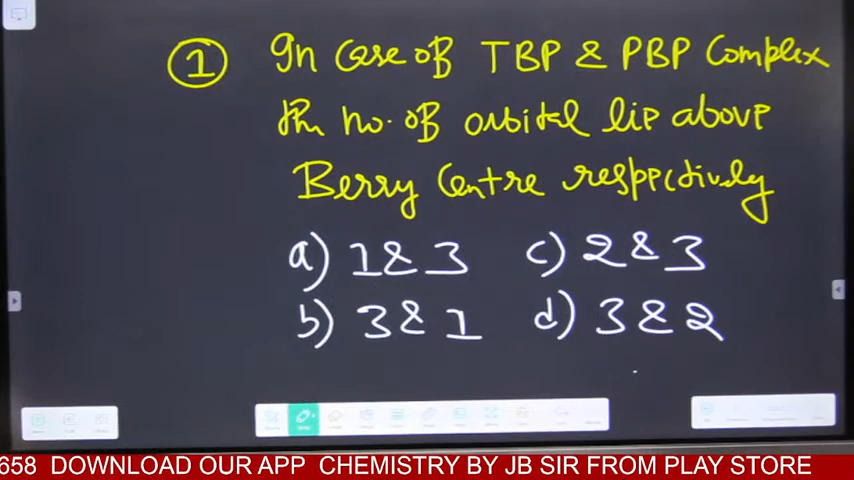 1 In Case of TBP & PBP Complex
the no. of orbital lie above
Berry Centre respectively
a) 1 & 3 c) 2 & 3
b) 3 & 1 d) 3 & 2
658 DOWNLOAD OUR APP CHEMISTRY BY JB SIR FROM PLAY STORE